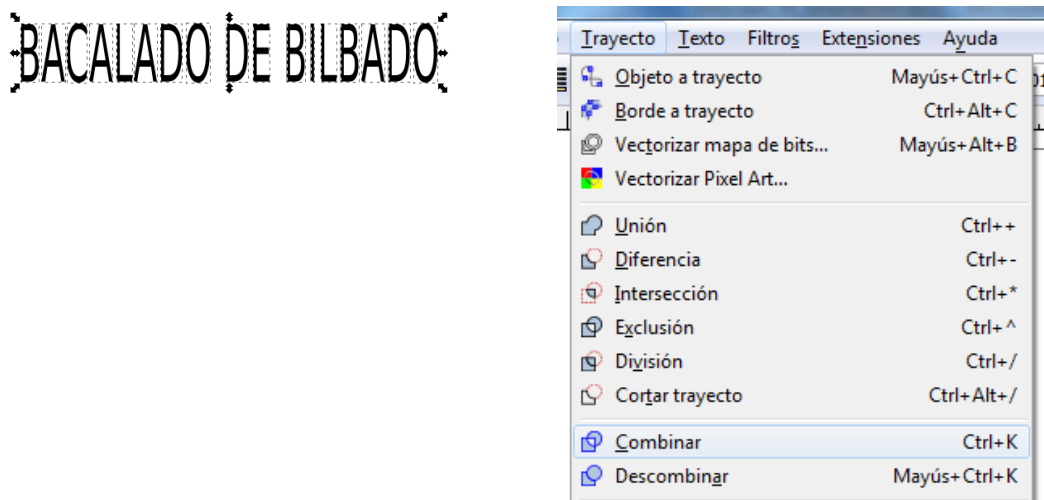 BACALADO DE BILBADO
Trayecto Texto Filtros Extensiones Ayuda
Objeto a trayecto Mayús+Ctrl+C
Borde a trayecto Ctrl+Alt+C
Vectorizar mapa de bits... Mayús+Alt+B
Vectorizar Pixel Art...
Unión Ctrl++
Diferencia Ctrl+-
Intersección Ctrl+*
Exclusión Ctrl+^
División Ctrl+/
Cortar trayecto Ctrl+Alt+/
Combinar Ctrl+K
Descombinar Mayús+Ctrl+K